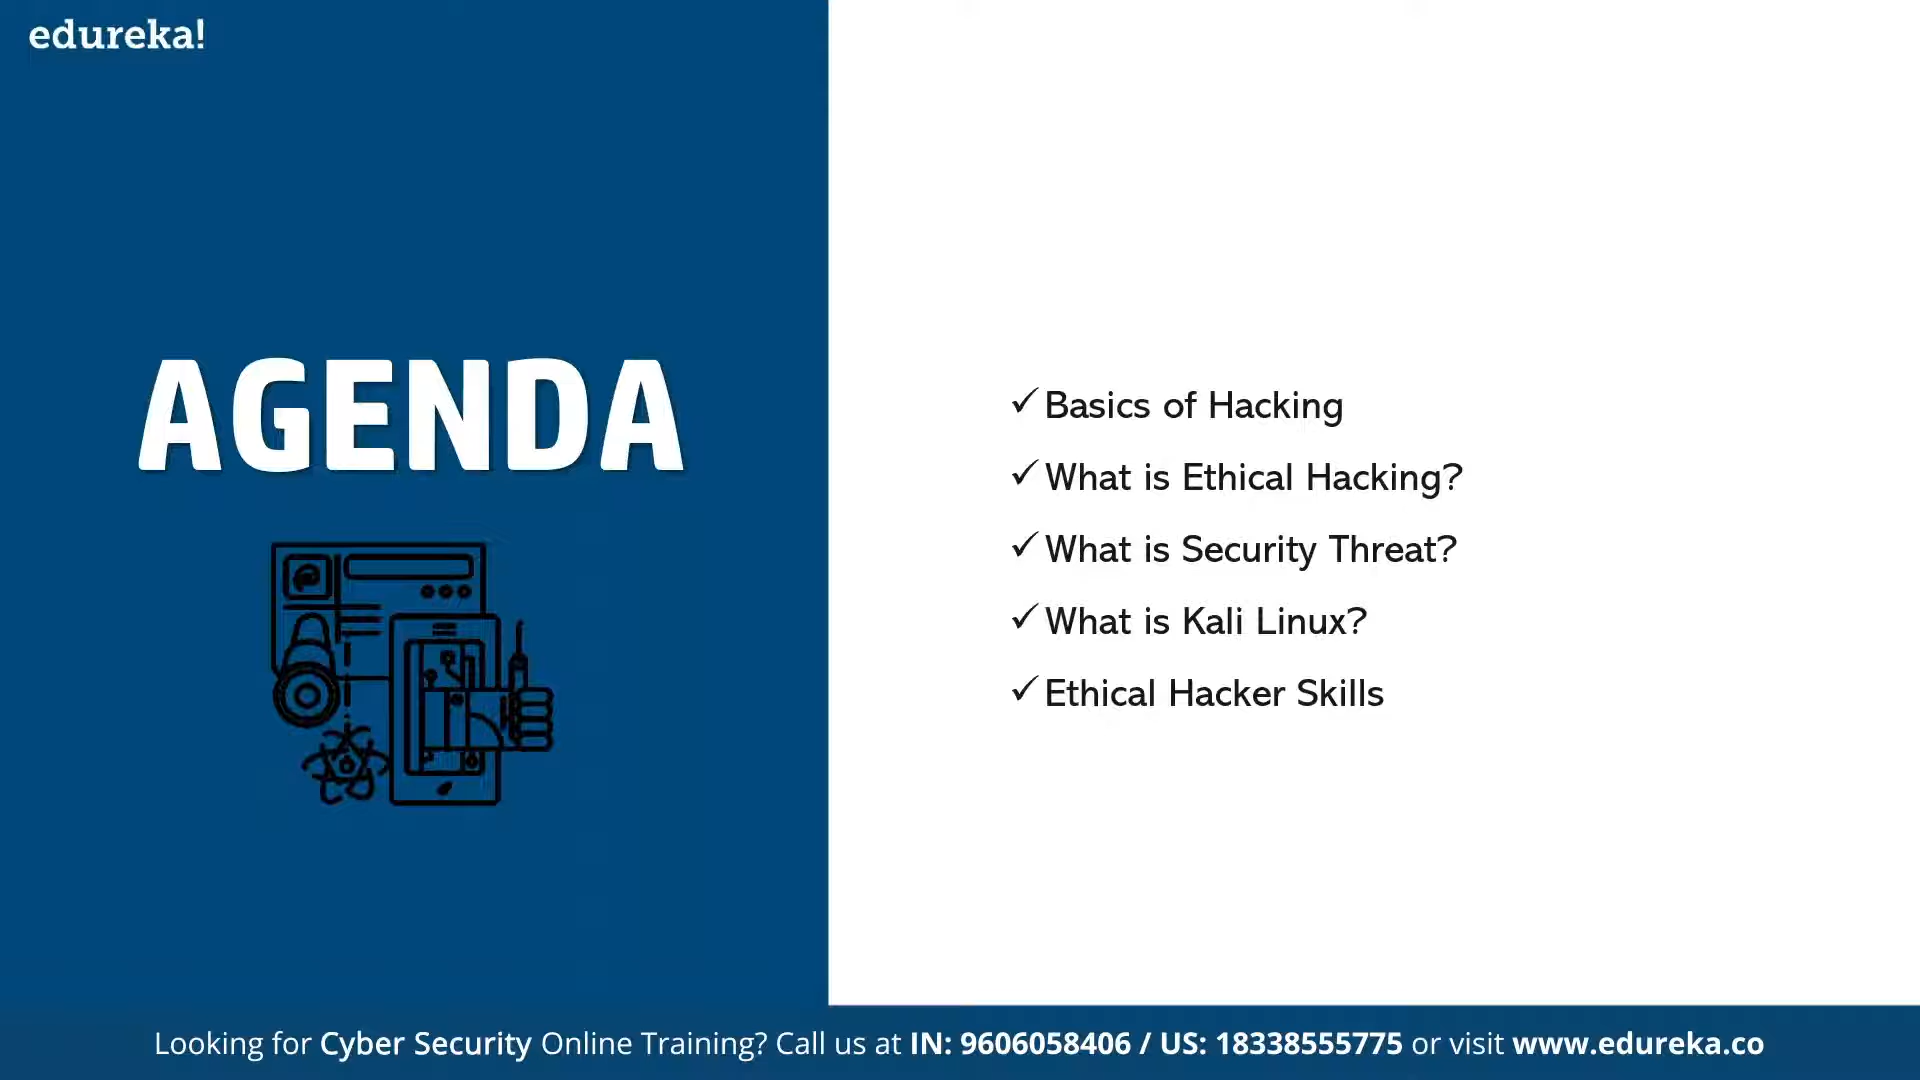 edureka!
AGENDA
✓Basics of Hacking
✓What is Ethical Hacking?
✓What is Security Threat?
✓What is Kali Linux?
✓Ethical Hacker Skills
Looking for Cyber Security Online Training? Call us at IN: 9606058406 / US: 18338555775 or visit www.edureka.co